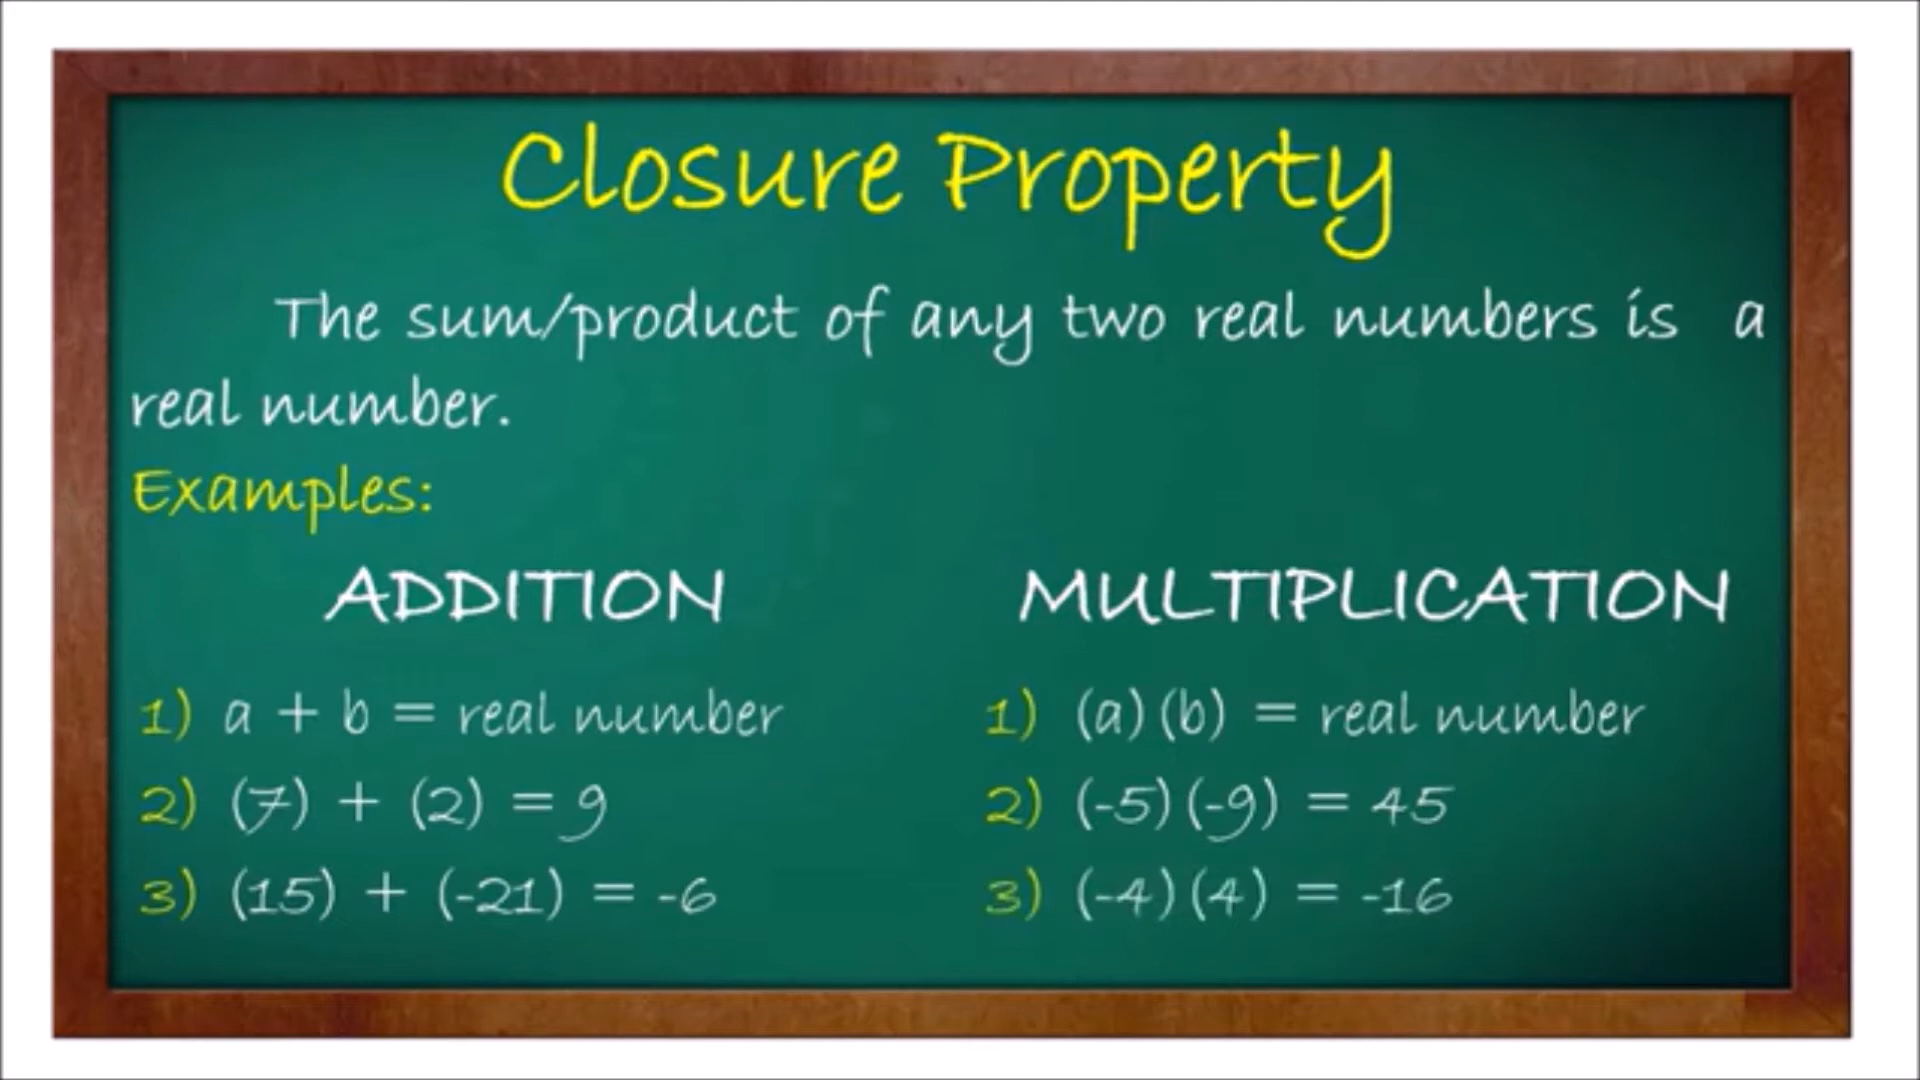 Closure Property
The sum/product of any two real numbers is a
real number.
Examples:
ADDITION
1) a + b = real number
2) (7) + (2) = 9
3) (15) + (-21) = -6
MULTIPLICATION
1) (a)(b) = real number
2) (-5)(-9) = 45
3) (-4)(4) = -16